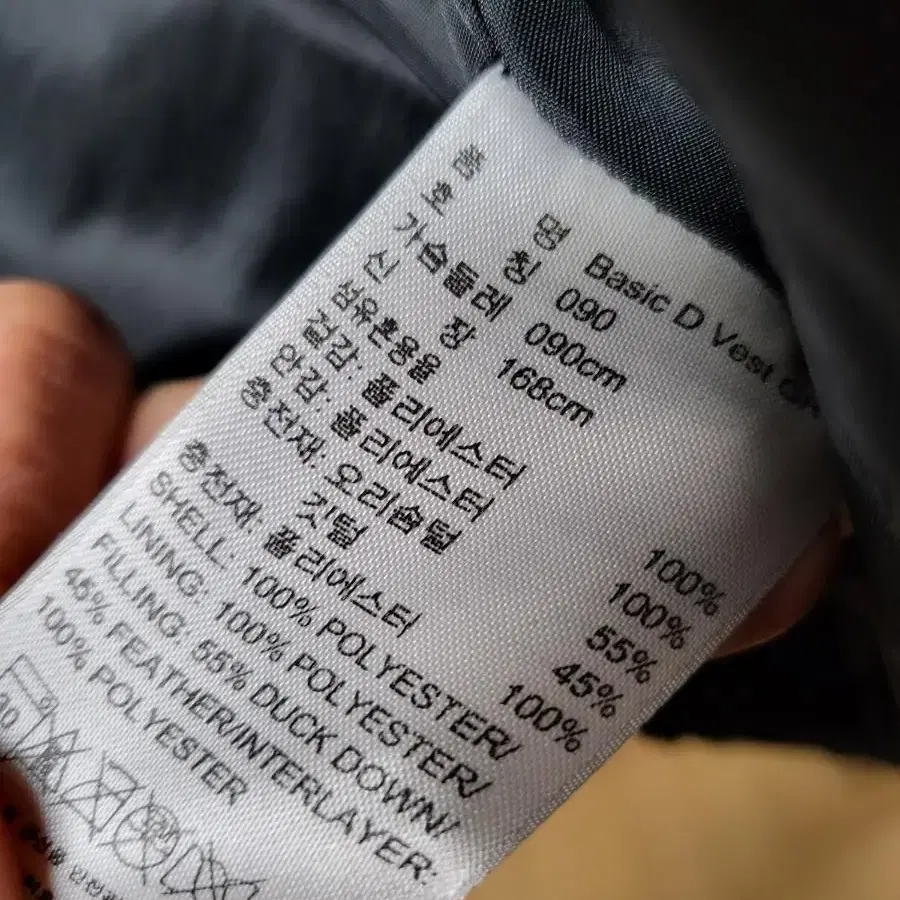 품 명 Basic D Vest
호 칭 090
가슴둘레 090cm
신 장 168cm
섬유혼용율
겉감: 폴리에스터 100%
안감: 폴리에스터 100%
충전재: 오리솜털 55%
깃털 45%
충전재: 폴리에스터 100%
SHELL: 100% POLYESTER/
LINING: 100% POLYESTER/
FILLING: 55% DUCK DOWN/
45% FEATHER/INTERLAYER:
100% POLYESTER